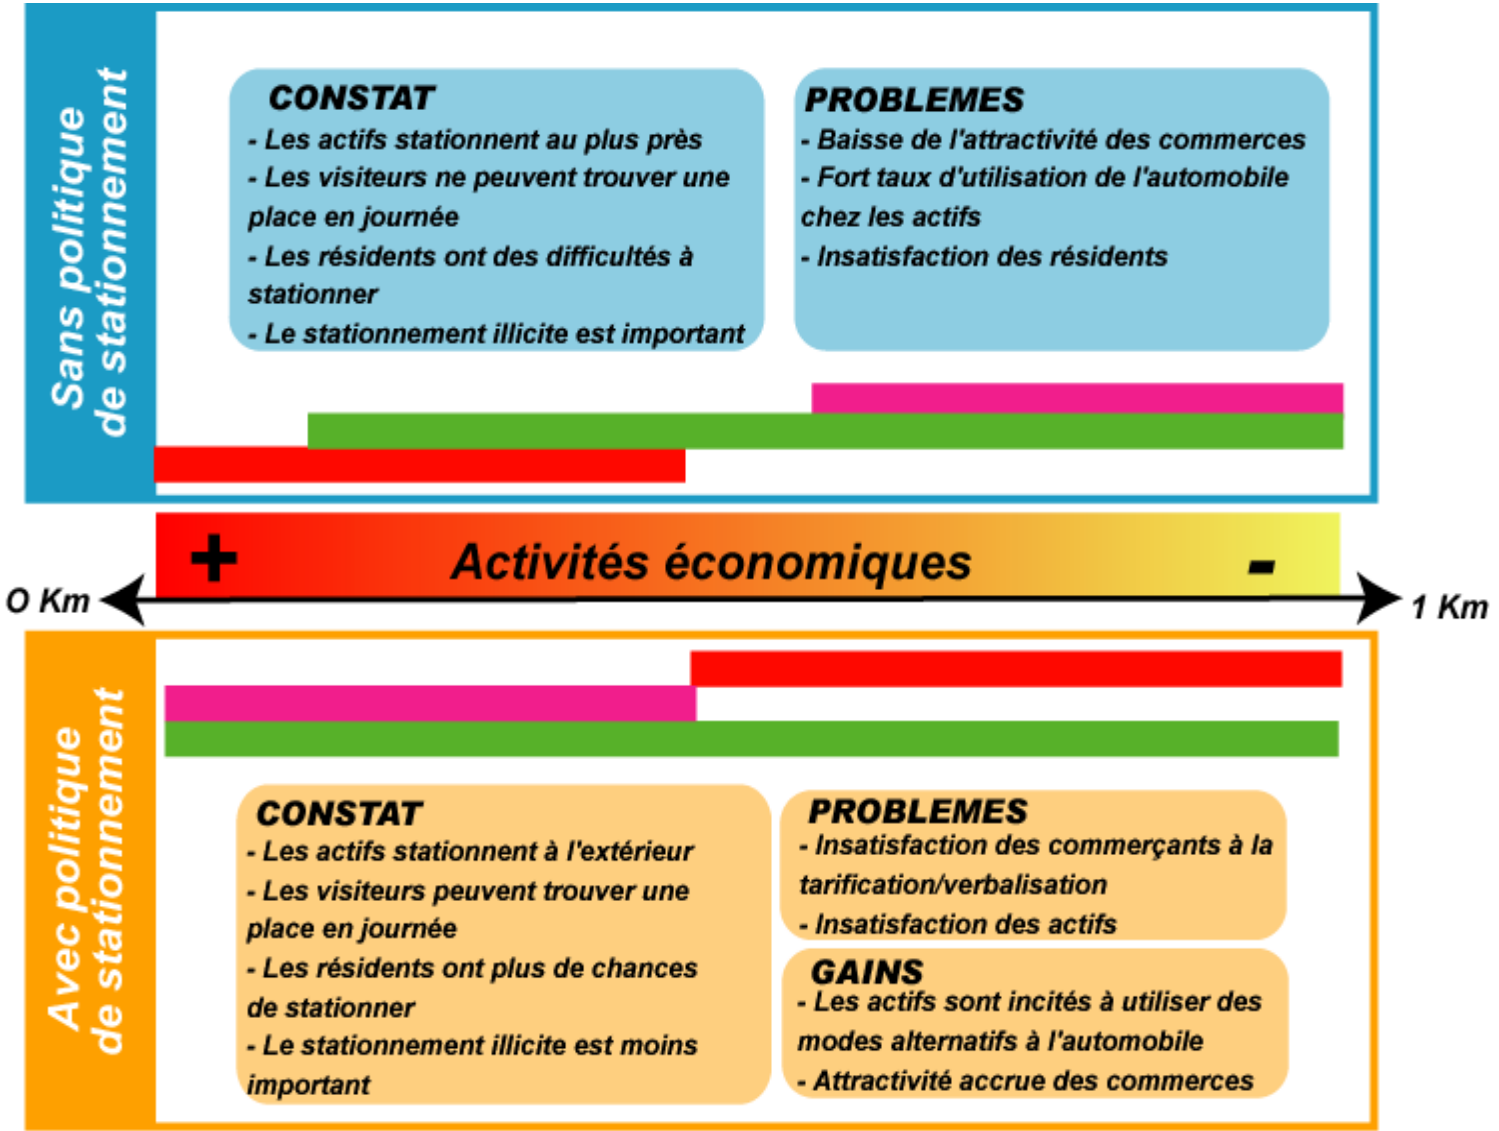 Sans politique
de stationnement
CONSTAT
- Les actifs stationnent au plus près
- Les visiteurs ne peuvent trouver une
place en journée
- Les résidents ont des difficultés à
stationner
- Le stationnement illicite est important
PROBLEMES
- Baisse de l'attractivité des commerces
- Fort taux d'utilisation de l'automobile
chez les actifs
- Insatisfaction des résidents
+ Activités économiques -
O Km
1 Km
Avec politique
de stationnement
CONSTAT
- Les actifs stationnent à l'extérieur
- Les visiteurs peuvent trouver une
place en journée
- Les résidents ont plus de chances
de stationner
- Le stationnement illicite est moins
important
PROBLEMES
- Insatisfaction des commerçants à la
tarification/verbalisation
- Insatisfaction des actifs
GAINS
- Les actifs sont incités à utiliser des
modes alternatifs à l'automobile
- Attractivité accrue des commerces